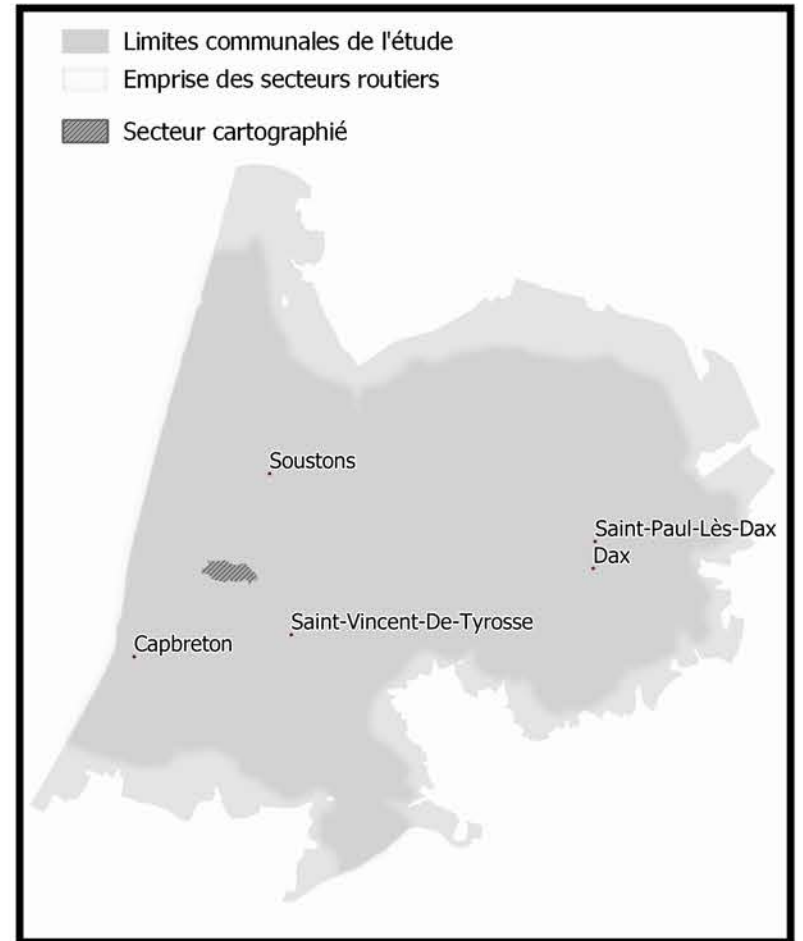 Limites communales de l'étude
Emprise des secteurs routiers
Secteur cartographié
Soustons
Saint-Paul-Lès-Dax
Dax
Saint-Vincent-De-Tyrosse
Capbreton